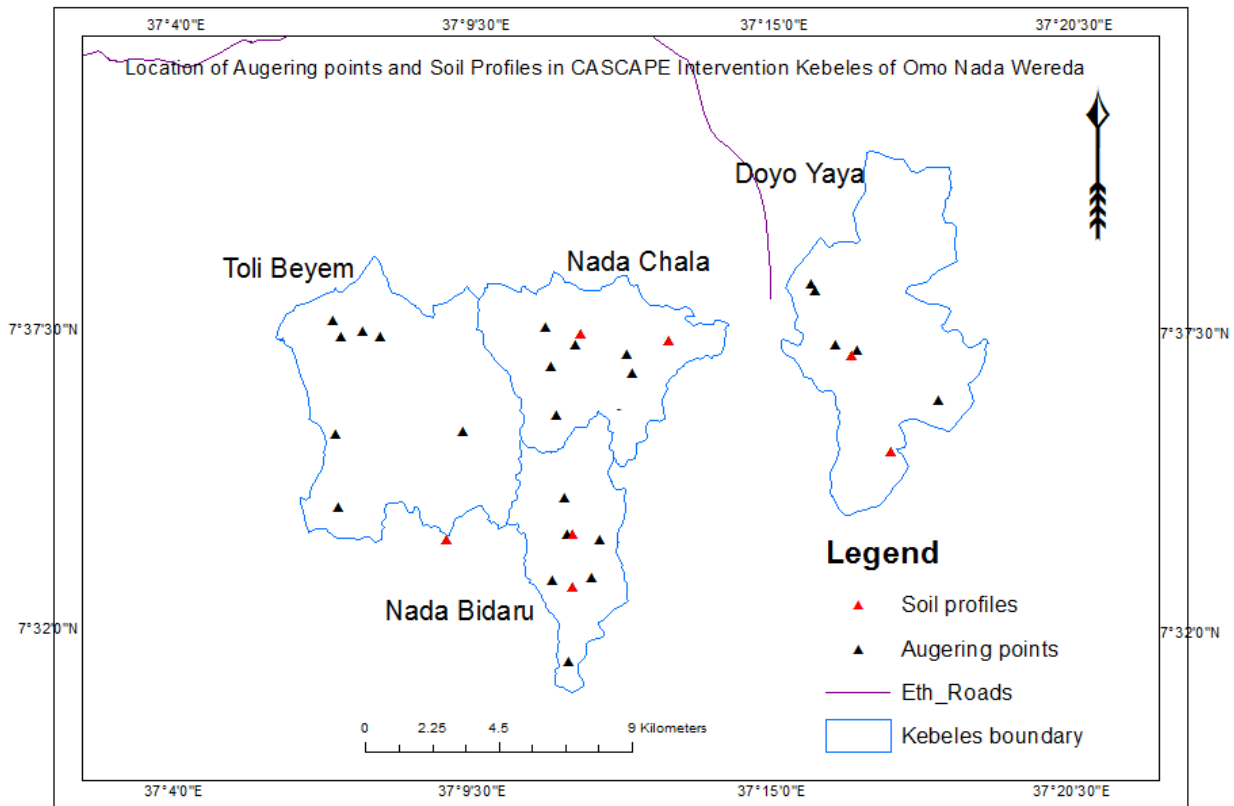 37°4'0"E 37°9'30"E 37°15'0"E 37°20'30"E
Location of Augering points and Soil Profiles in CASCAPE Intervention Kebeles of Omo Nada Wereda
Doyo Yaya
Toli Beyem
Nada Chala
7°37'30"N 7°37'30"N
Legend
Soil profiles
Nada Bidaru
7°32'0"N 7°32'0"N
Augering points
Eth_Roads
0 2.25 4.5 9 Kilometers
Kebeles boundary
37°4'0"E 37°9'30"E 37°15'0"E 37°20'30"E